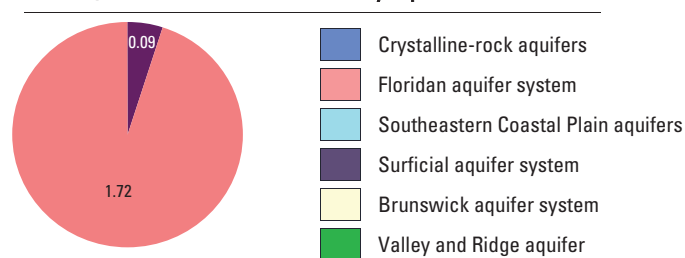 0.09
1.72
Crystalline-rock aquifers
Floridan aquifer system
Southeastern Coastal Plain aquifers
Surficial aquifer system
Brunswick aquifer system
Valley and Ridge aquifer